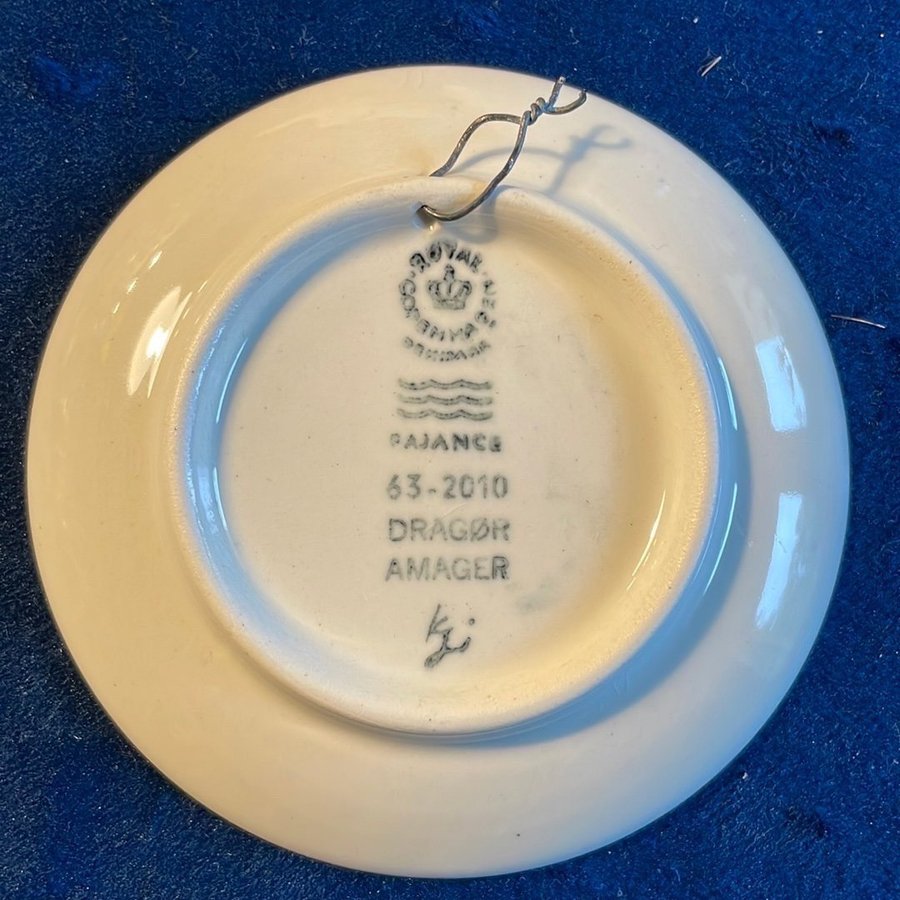 ROYAL
COPENHAGEN
DENMARK
FAJANCE
63-2010
DRAGØR
AMAGER